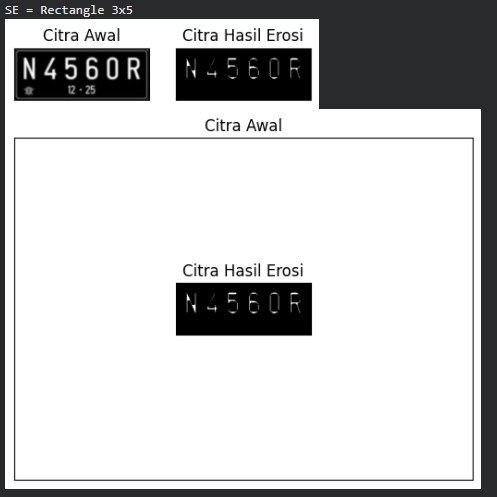 SE = Rectangle 3x5
Citra Awal
Citra Hasil Erosi
N4560R
12 • 25
N4560R
Citra Awal
Citra Hasil Erosi
N4560R